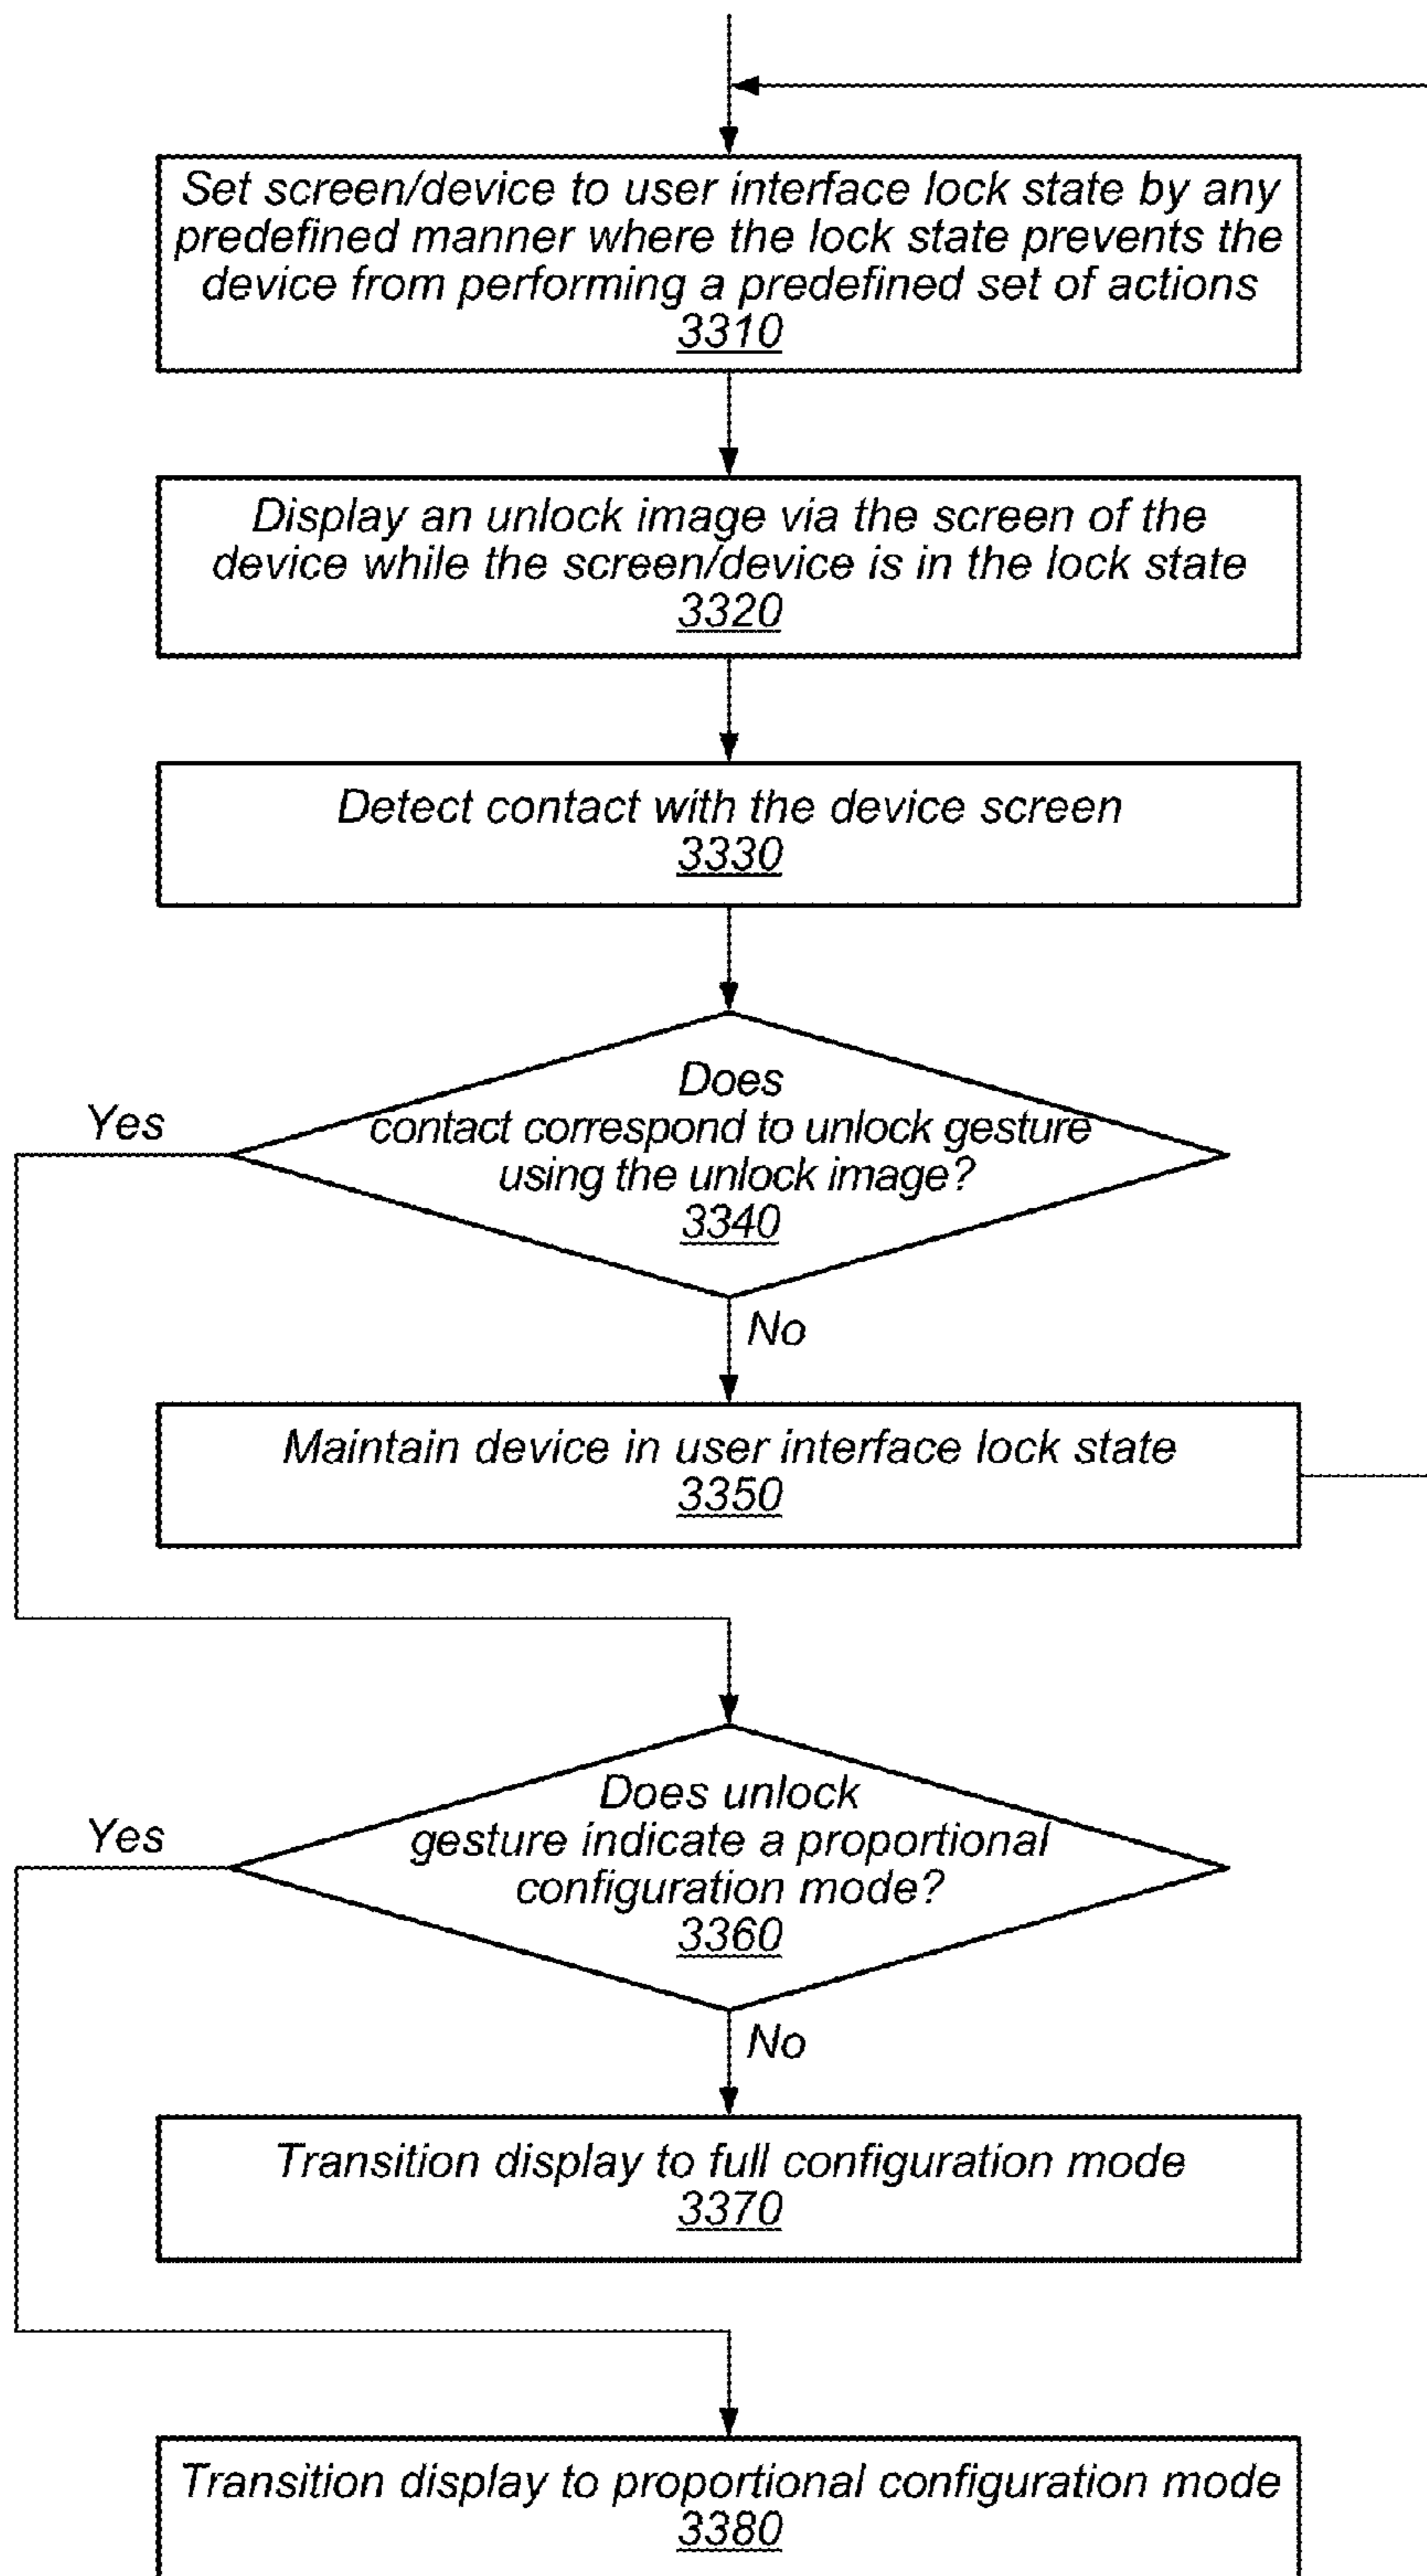 Set screen/device to user interface lock state by any
predefined manner where the lock state prevents the
device from performing a predefined set of actions
3310
Display an unlock image via the screen of the
device while the screen/device is in the lock state
3320
Detect contact with the device screen
3330
Does
contact correspond to unlock gesture
using the unlock image?
3340
Yes
No
Maintain device in user interface lock state
3350
Does unlock
gesture indicate a proportional
configuration mode?
3360
Yes
No
Transition display to full configuration mode
3370
Transition display to proportional configuration mode
3380